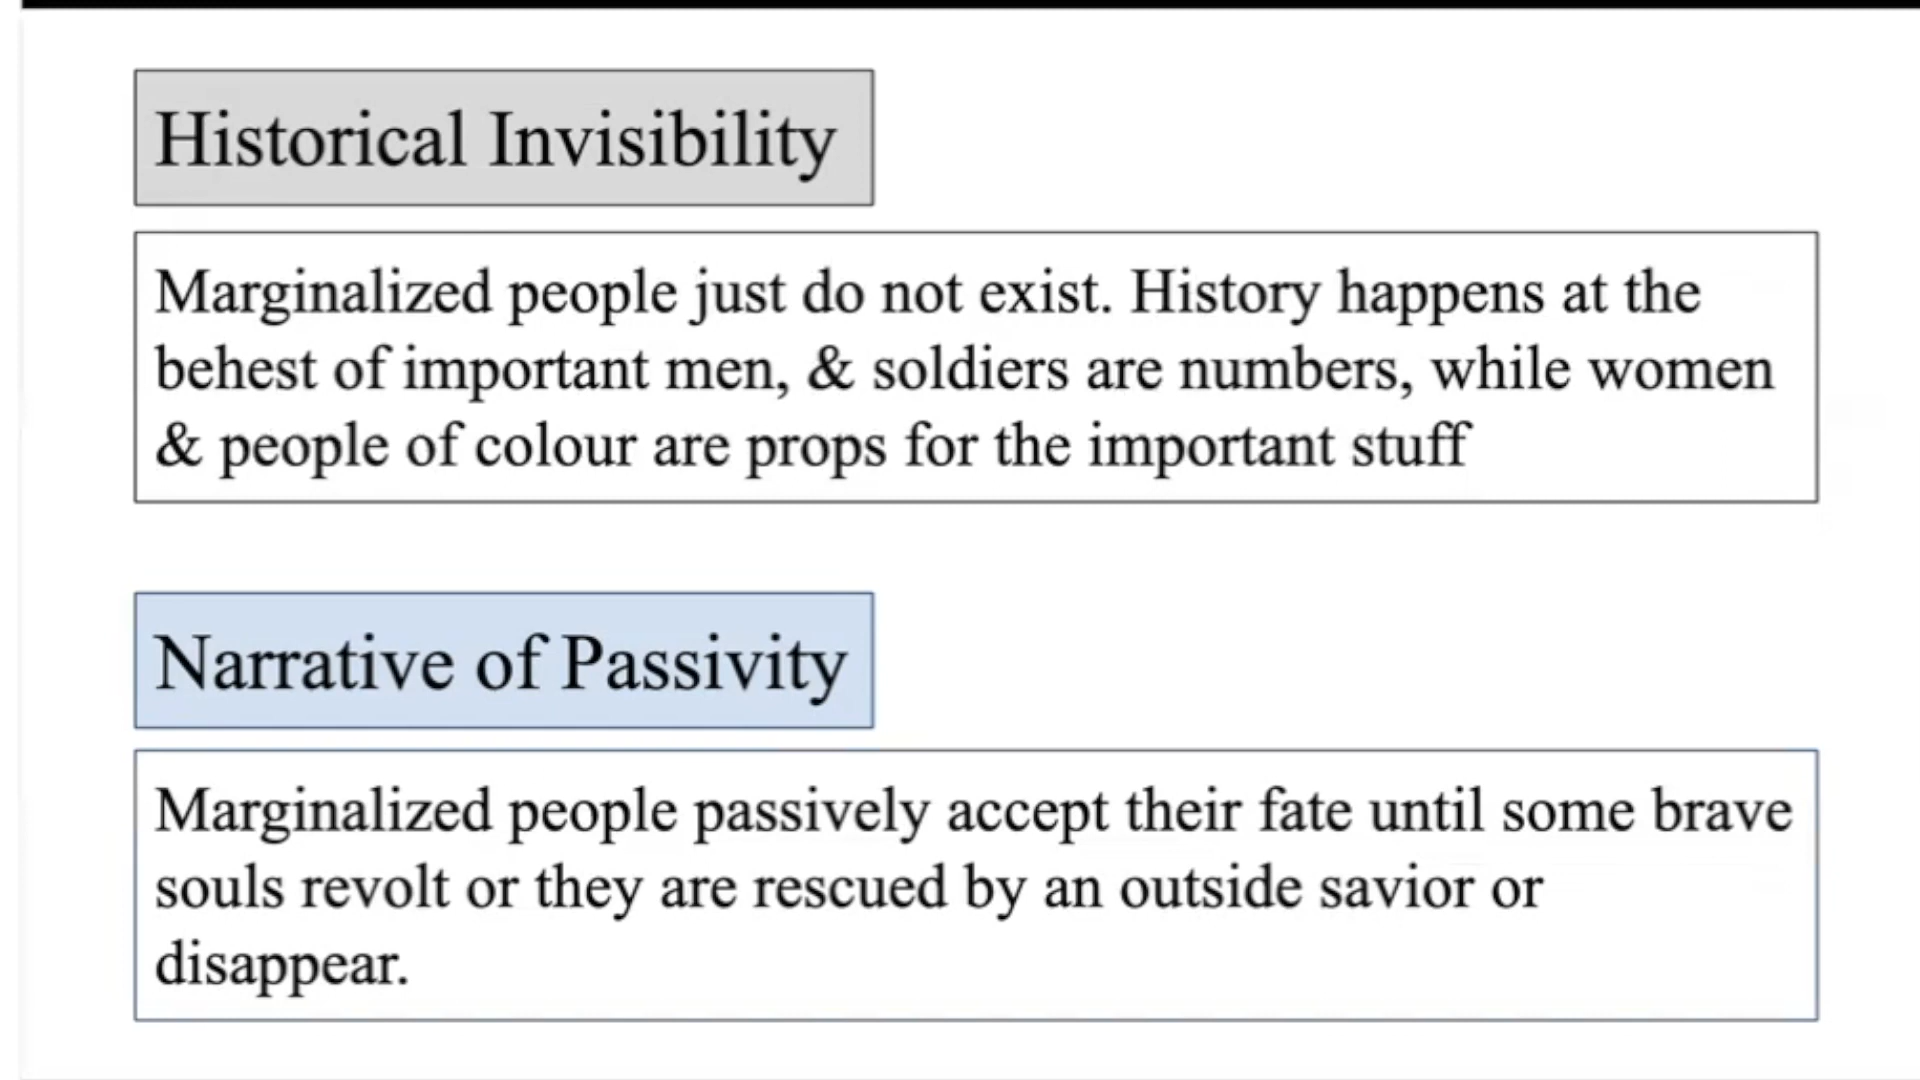 Historical Invisibility
Marginalized people just do not exist. History happens at the
behest of important men, & soldiers are numbers, while women
& people of colour are props for the important stuff
Narrative of Passivity
Marginalized people passively accept their fate until some brave
souls revolt or they are rescued by an outside savior or
disappear.